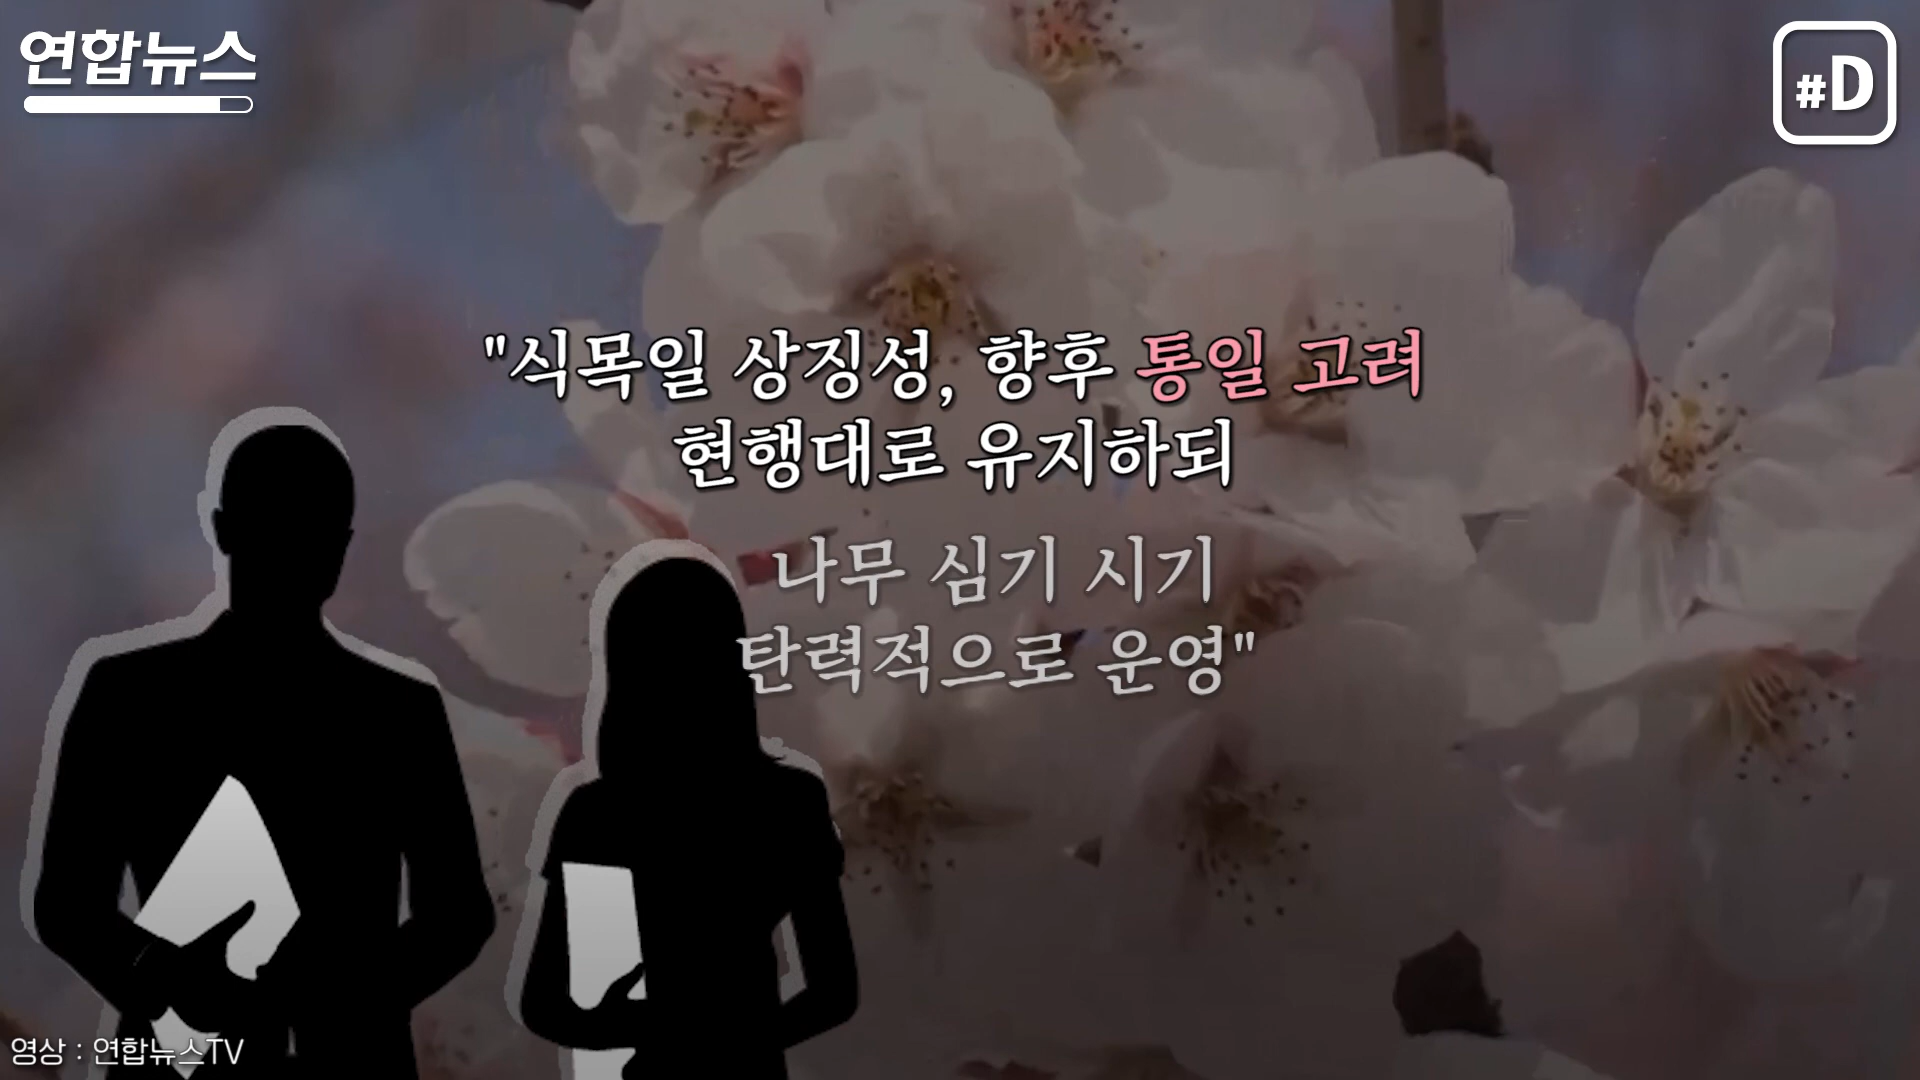 연합뉴스
#D
"식목일 상징성, 향후 통일 고려
현행대로 유지하되
나무 심기 시기
탄력적으로 운영"
영상 : 연합뉴스TV